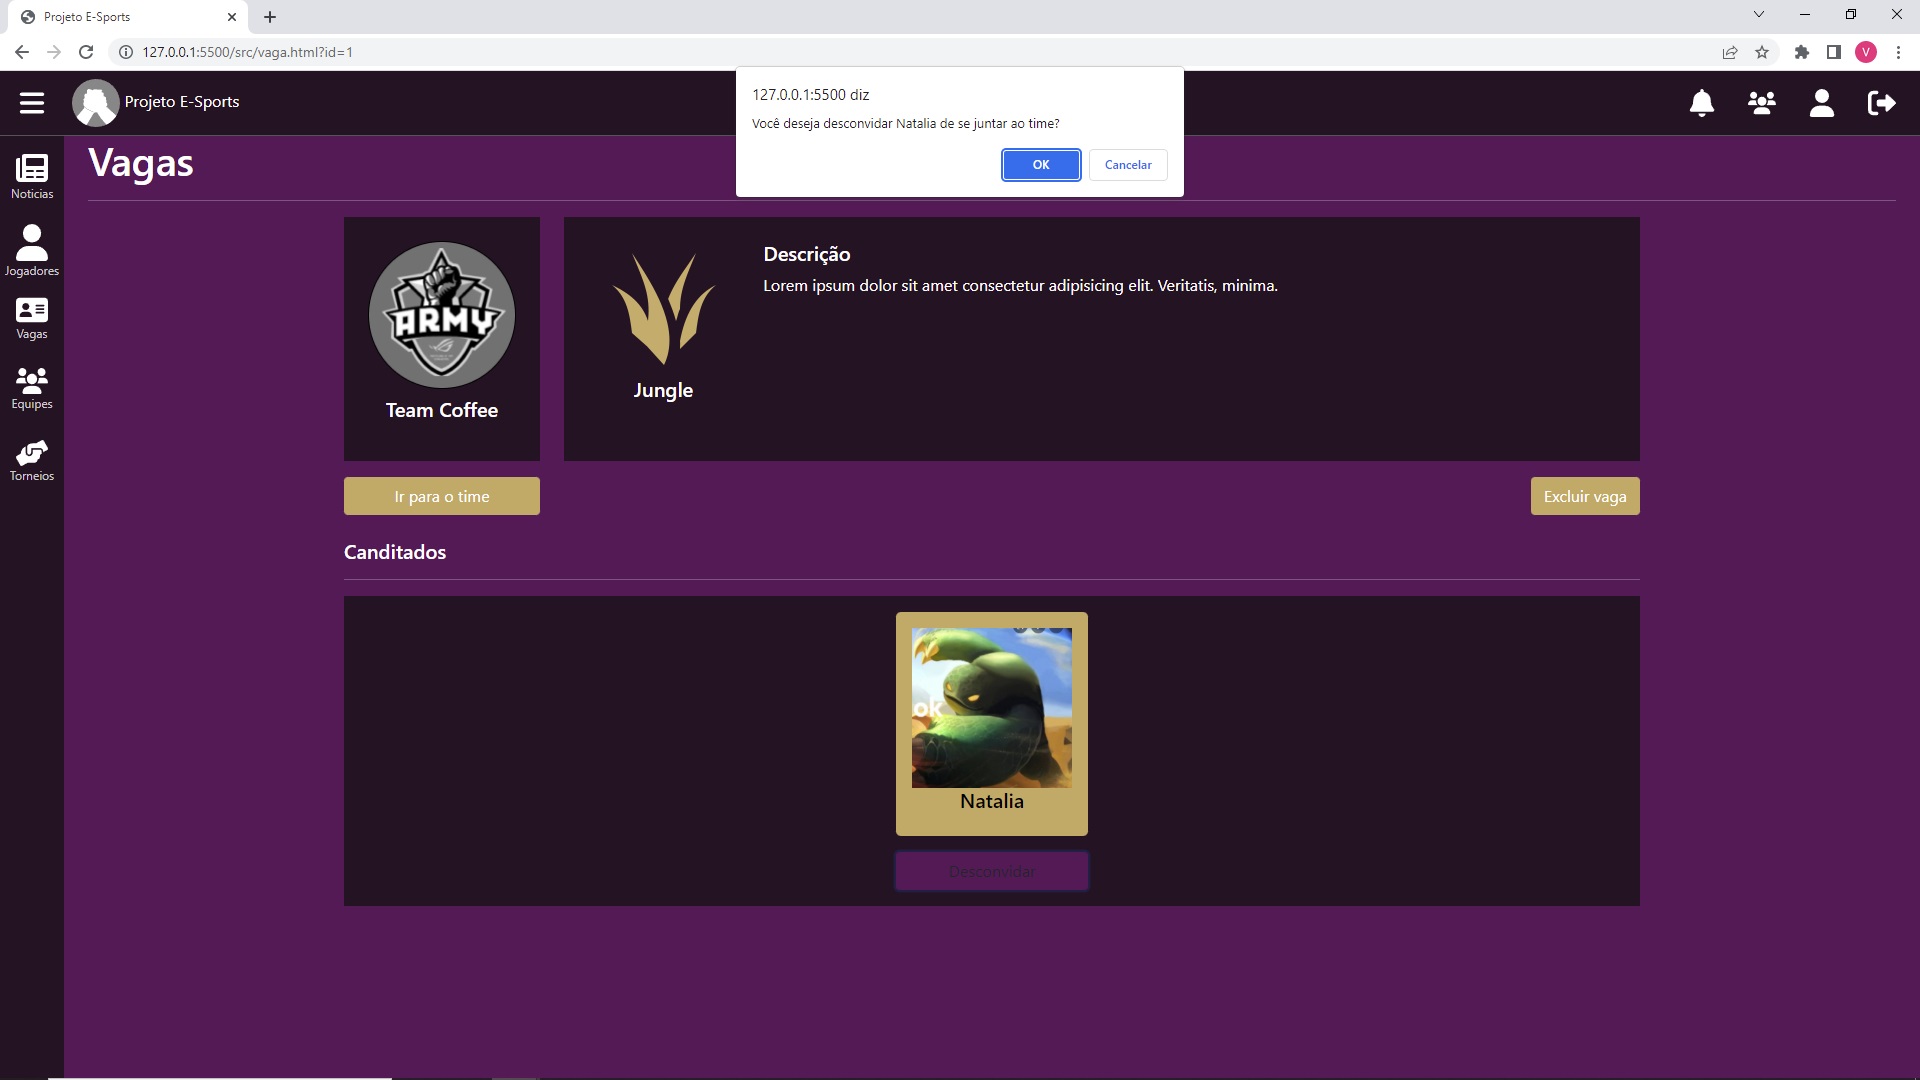 Projeto E-Sports
127.0.0.1:5500/src/vaga.html?id=1
V
Projeto E-Sports
127.0.0.1:5500 diz
Você deseja desconvidar Natalia de se juntar ao time?
OK
Cancelar
Noticias
Jogadores
Vagas
Equipes
Torneios
Vagas
ARMY
Team Coffee
Jungle
Descrição
Lorem ipsum dolor sit amet consectetur adipisicing elit. Veritatis, minima.
Ir para o time
Excluir vaga
Canditados
ok
Natalia
Desconvidar